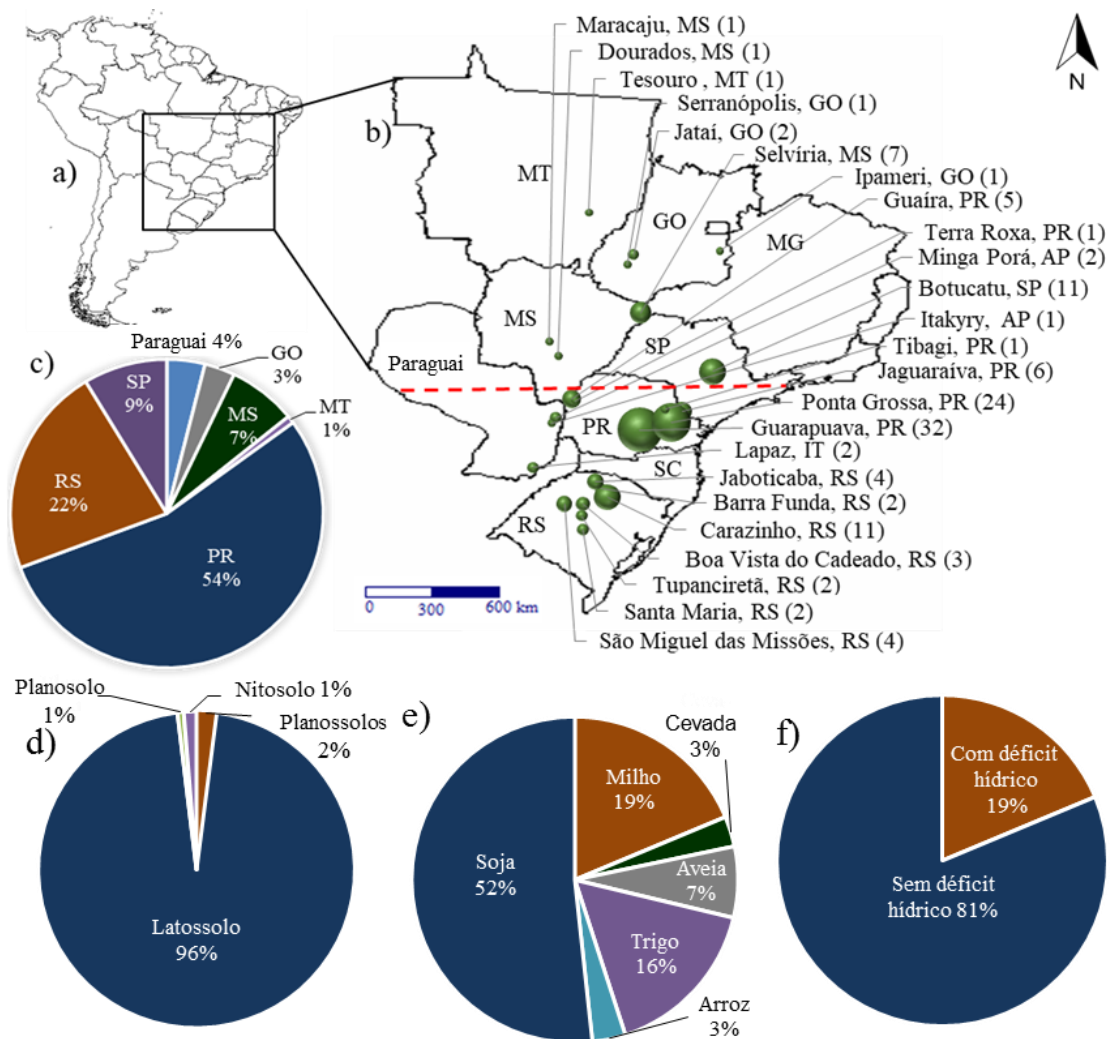 Maracaju, MS (1)
Dourados, MS (1)
Tesouro , MT (1)
Serranópolis, GO (1)
Jataí, GO (2)
Selvíria, MS (7)
Ipameri, GO (1)
Guaíra, PR (5)
Terra Roxa, PR (1)
Minga Porá, AP (2)
Botucatu, SP (11)
Itakyry, AP (1)
Tibagi, PR (1)
Jaguaraíva, PR (6)
Ponta Grossa, PR (24)
Guarapuava, PR (32)
Lapaz, IT (2)
Jaboticaba, RS (4)
Barra Funda, RS (2)
Carazinho, RS (11)
Boa Vista do Cadeado, RS (3)
Tupanciretã, RS (2)
Santa Maria, RS (2)
São Miguel das Missões, RS (4)
N
a)
b)
MT
GO
MG
MS
SP
Paraguai
PR
SC
RS
0 300 600 km
c)
Paraguai 4%
GO
3%
MS
7%
MT
1%
SP
9%
RS
22%
PR
54%
d)
Planosolo
1%
Nitosolo 1%
Planossolos
2%
Latossolo
96%
e)
Cevada
3%
Milho
19%
Aveia
7%
Soja
52%
Trigo
16%
Arroz
3%
f)
Com déficit
hídrico
19%
Sem déficit
hídrico 81%